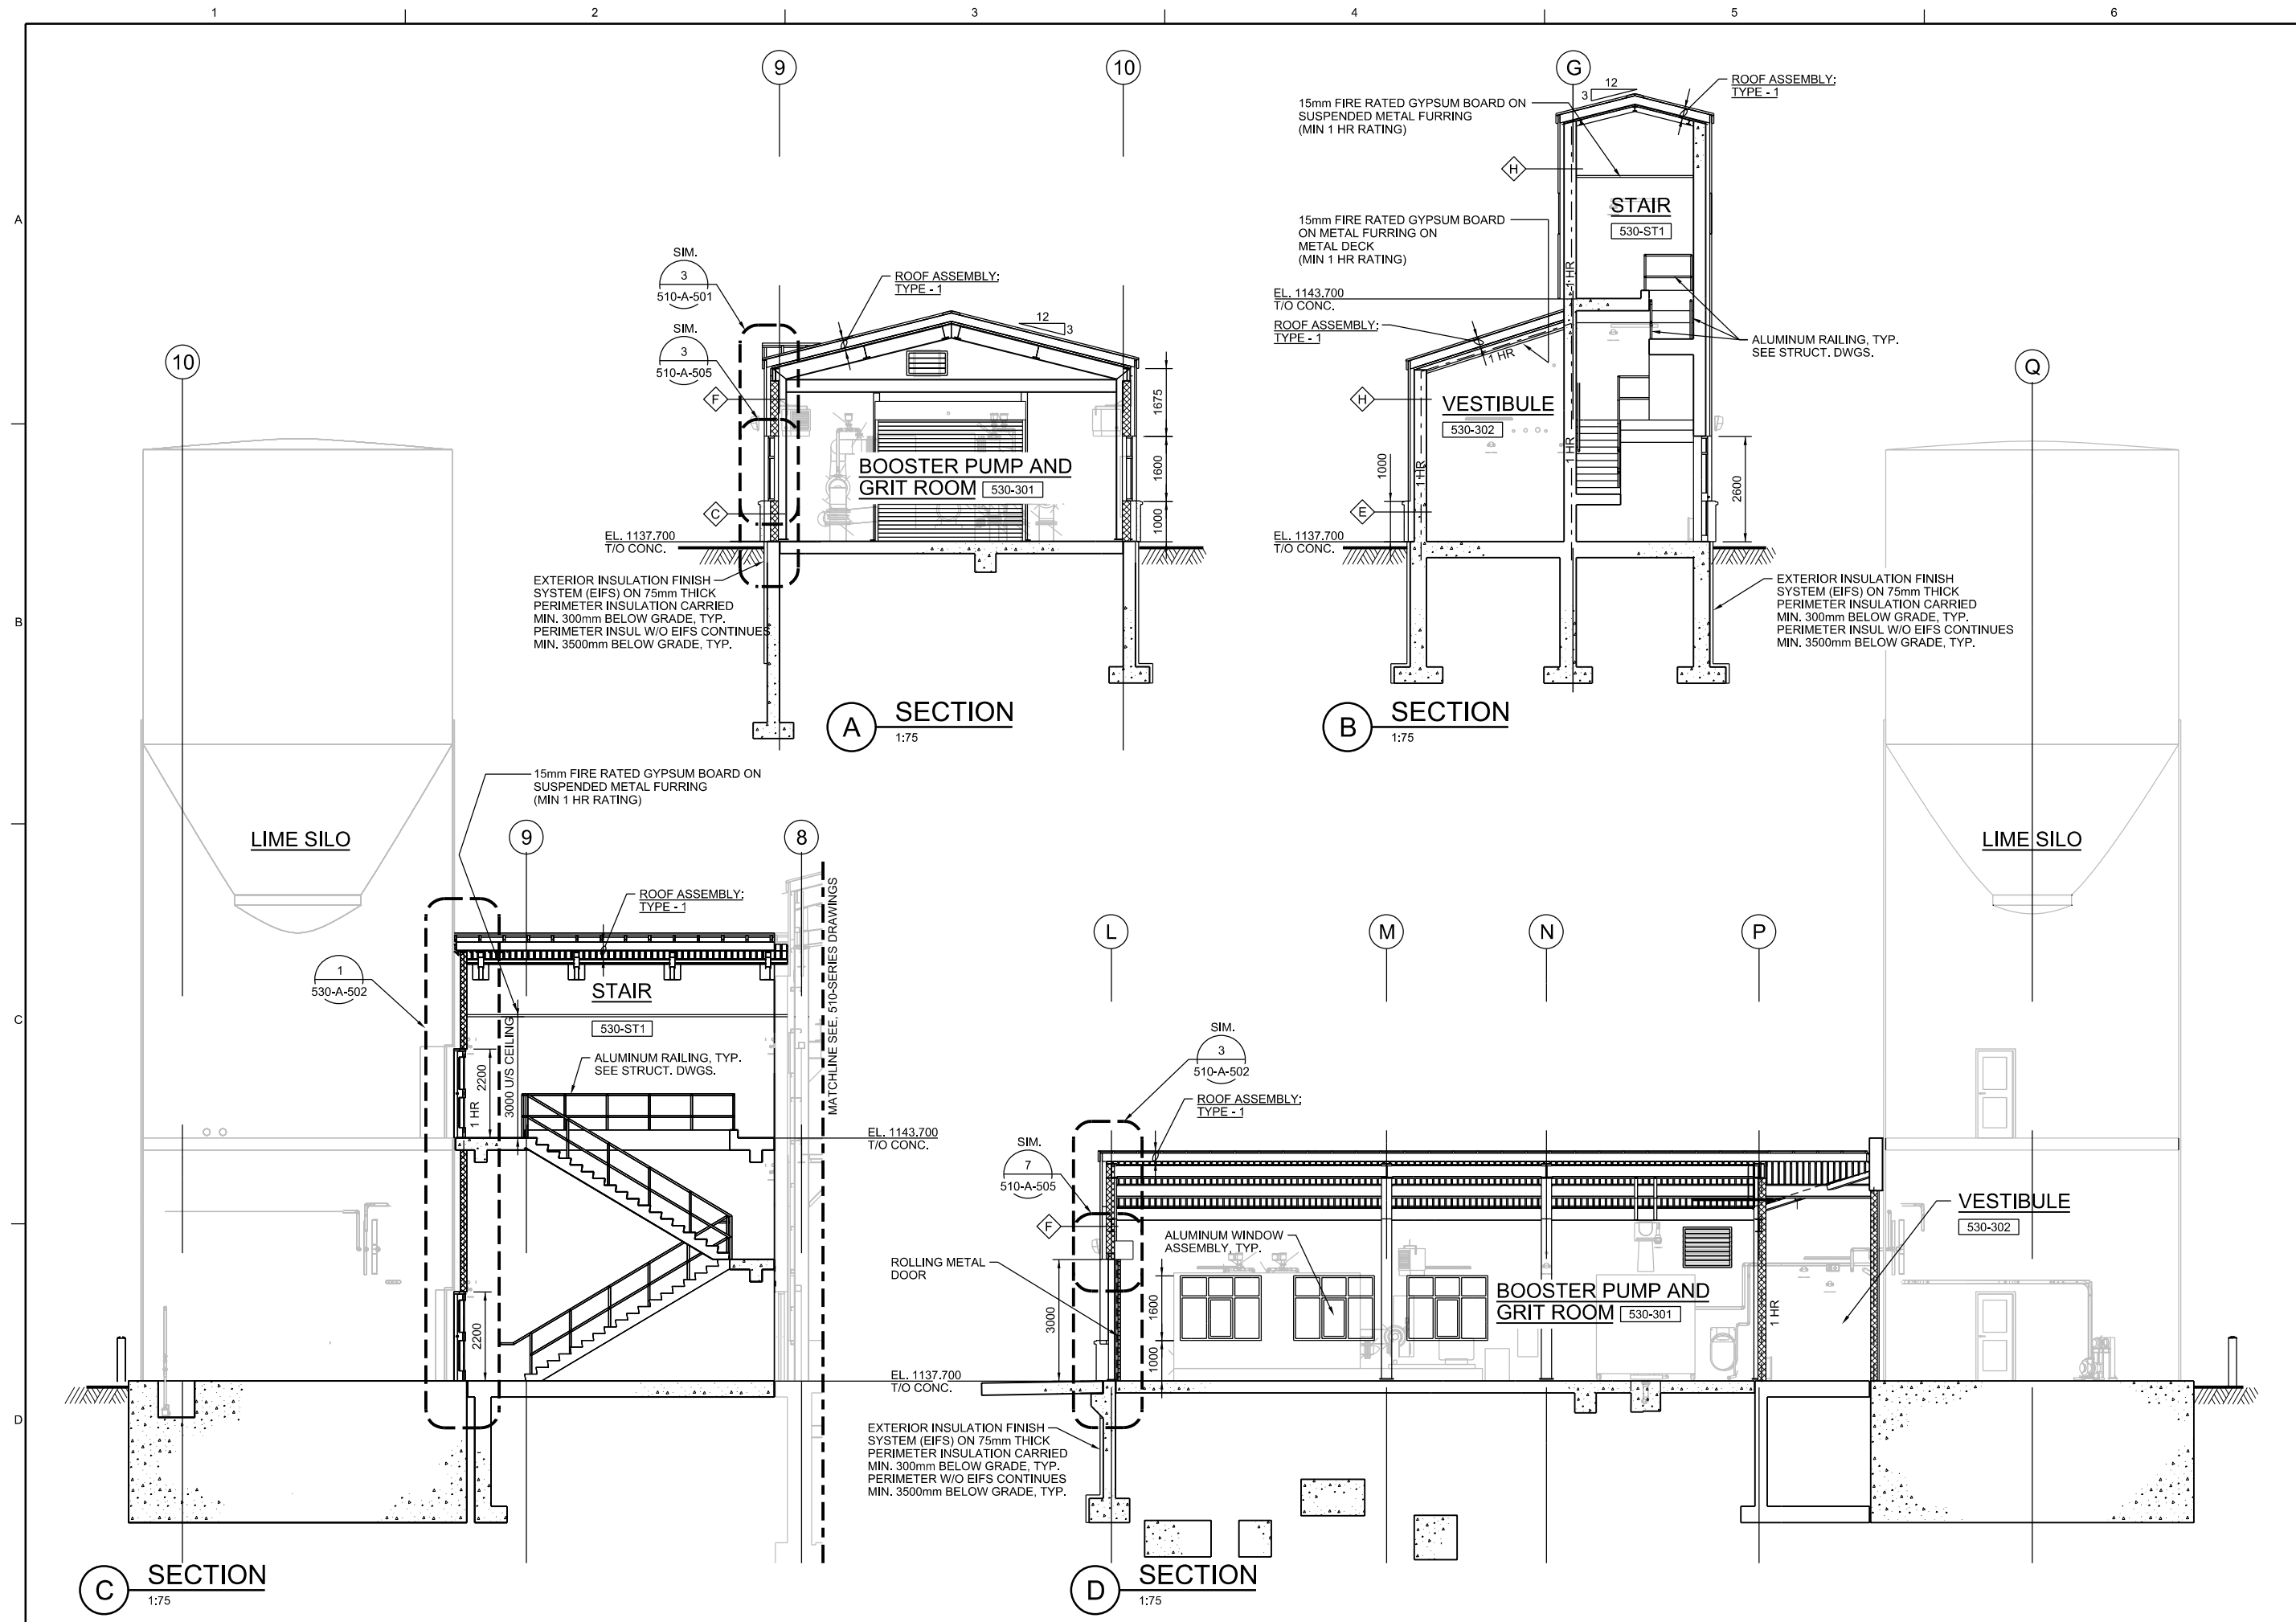 1 2 3 4 5 6
A
B
C
D
9
10
SIM.
3
510-A-501
SIM.
3
510-A-505
ROOF ASSEMBLY:
TYPE - 1
12
3
F
C
1675
1600
1000
BOOSTER PUMP AND
GRIT ROOM 530-301
EL. 1137.700
T/O CONC.
EXTERIOR INSULATION FINISH
SYSTEM (EIFS) ON 75mm THICK
PERIMETER INSULATION CARRIED
MIN. 300mm BELOW GRADE, TYP.
PERIMETER INSUL W/O EIFS CONTINUES
MIN. 3500mm BELOW GRADE, TYP.
A SECTION
1:75
G
12
3
ROOF ASSEMBLY:
TYPE - 1
15mm FIRE RATED GYPSUM BOARD ON
SUSPENDED METAL FURRING
(MIN 1 HR RATING)
H
STAIR
530-ST1
15mm FIRE RATED GYPSUM BOARD
ON METAL FURRING ON
METAL DECK
(MIN 1 HR RATING)
1 HR
EL. 1143.700
T/O CONC.
ROOF ASSEMBLY:
TYPE - 1
1 HR
ALUMINUM RAILING, TYP.
SEE STRUCT. DWGS.
H
VESTIBULE
530-302
1 HR
1 HR
1000
2600
E
EL. 1137.700
T/O CONC.
EXTERIOR INSULATION FINISH
SYSTEM (EIFS) ON 75mm THICK
PERIMETER INSULATION CARRIED
MIN. 300mm BELOW GRADE, TYP.
PERIMETER INSUL W/O EIFS CONTINUES
MIN. 3500mm BELOW GRADE, TYP.
B SECTION
1:75
10
LIME SILO
15mm FIRE RATED GYPSUM BOARD ON
SUSPENDED METAL FURRING
(MIN 1 HR RATING)
9
8
ROOF ASSEMBLY:
TYPE - 1
1
530-A-502
STAIR
530-ST1
3000 U/S CEILING
ALUMINUM RAILING, TYP.
SEE STRUCT. DWGS.
2200
1 HR
MATCHLINE SEE, 510-SERIES DRAWINGS
EL. 1143.700
T/O CONC.
2200
EL. 1137.700
T/O CONC.
C SECTION
1:75
L
M
N
P
Q
LIME SILO
SIM.
3
510-A-502
ROOF ASSEMBLY:
TYPE - 1
SIM.
7
510-A-505
F
ROLLING METAL
DOOR
ALUMINUM WINDOW
ASSEMBLY, TYP.
3000
1600
1000
BOOSTER PUMP AND
GRIT ROOM 530-301
1 HR
VESTIBULE
530-302
EXTERIOR INSULATION FINISH
SYSTEM (EIFS) ON 75mm THICK
PERIMETER INSULATION CARRIED
MIN. 300mm BELOW GRADE, TYP.
PERIMETER W/O EIFS CONTINUES
MIN. 3500mm BELOW GRADE, TYP.
D SECTION
1:75